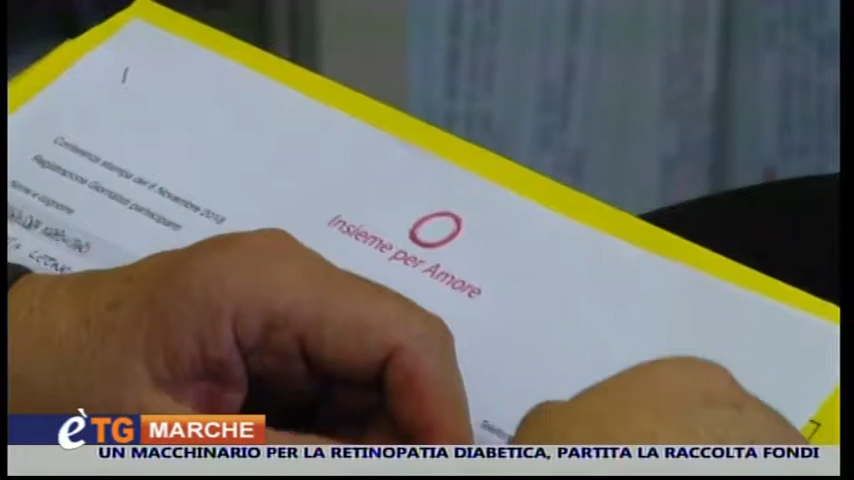 Conferenza stampa del 6 Novembre 2018
Registrazione Giornalisti partecipanti
Nome e cognome
Insieme per Amore
è TG MARCHE
UN MACCHINARIO PER LA RETINOPATIA DIABETICA, PARTITA LA RACCOLTA FONDI